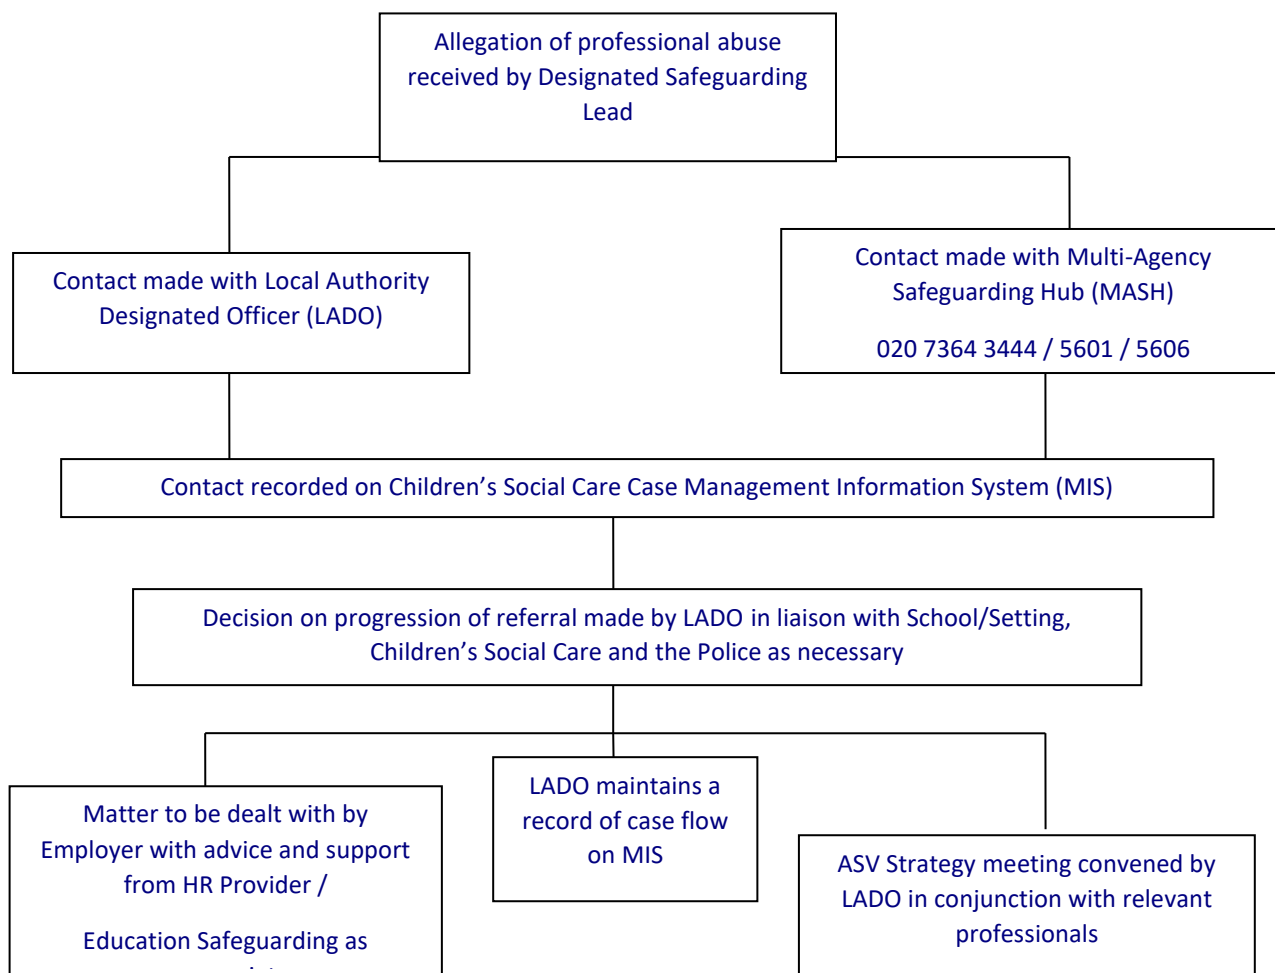 Allegation of professional abuse
received by Designated Safeguarding
Lead
Contact made with Local Authority
Designated Officer (LADO)
Contact made with Multi-Agency
Safeguarding Hub (MASH)
020 7364 3444 / 5601 / 5606
Contact recorded on Children’s Social Care Case Management Information System (MIS)
Decision on progression of referral made by LADO in liaison with School/Setting,
Children’s Social Care and the Police as necessary
Matter to be dealt with by
Employer with advice and support
from HR Provider /
Education Safeguarding as
LADO maintains a
record of case flow
on MIS
ASV Strategy meeting convened by
LADO in conjunction with relevant
professionals